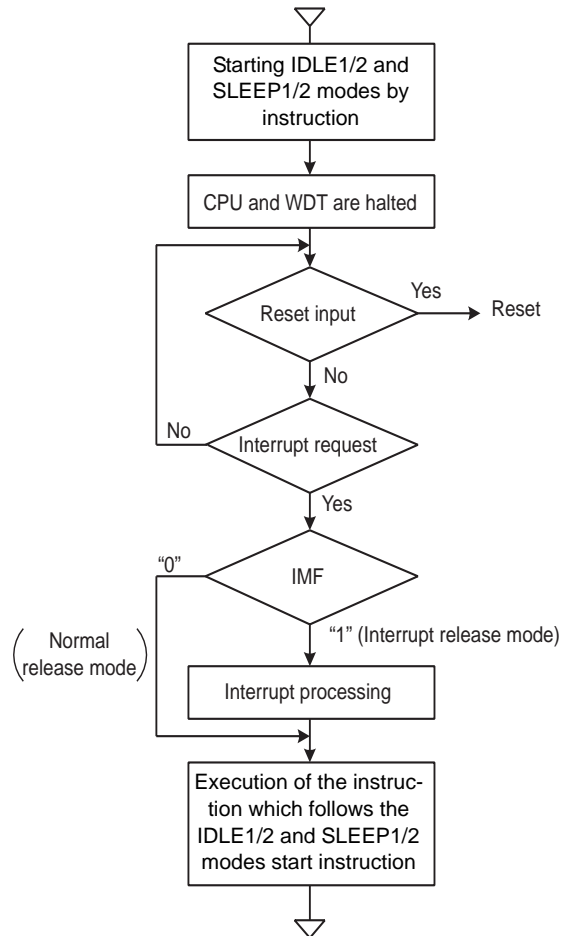 Starting IDLE1/2 and
SLEEP1/2 modes by
instruction
CPU and WDT are halted
Reset input
Yes
Reset
No
No
Interrupt request
Yes
“0”
IMF
Normal
release mode
“1” (Interrupt release mode)
Interrupt processing
Execution of the instruc-
tion which follows the
IDLE1/2 and SLEEP1/2
modes start instruction